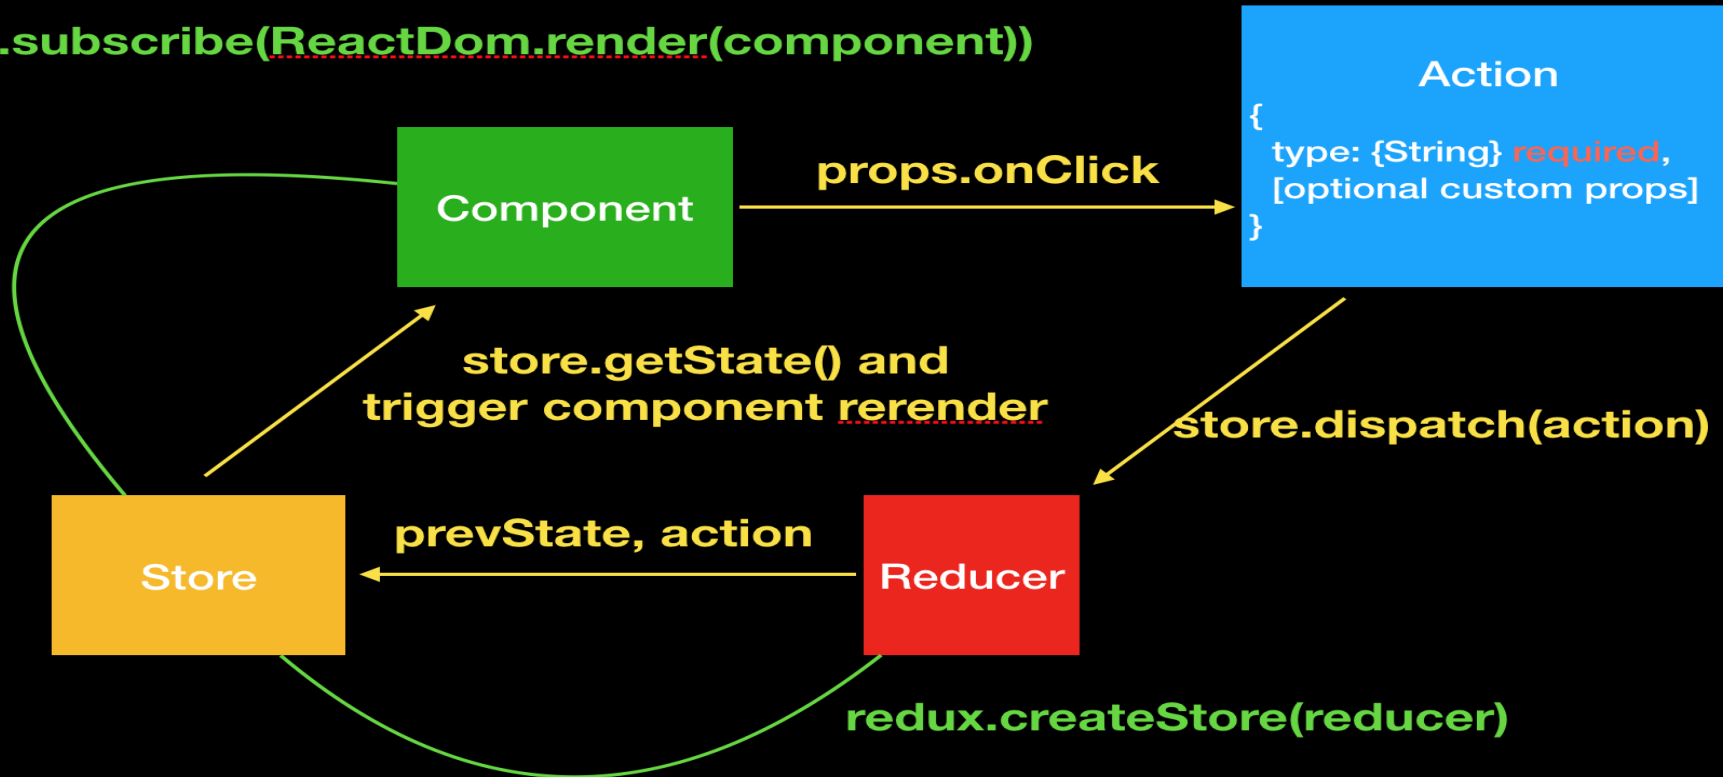 .subscribe(ReactDom.render(component))
Action
{
type: {String} required,
[optional custom props]
}
props.onClick
Component
store.getState() and
trigger component rerender
store.dispatch(action)
prevState, action
Store
Reducer
redux.createStore(reducer)